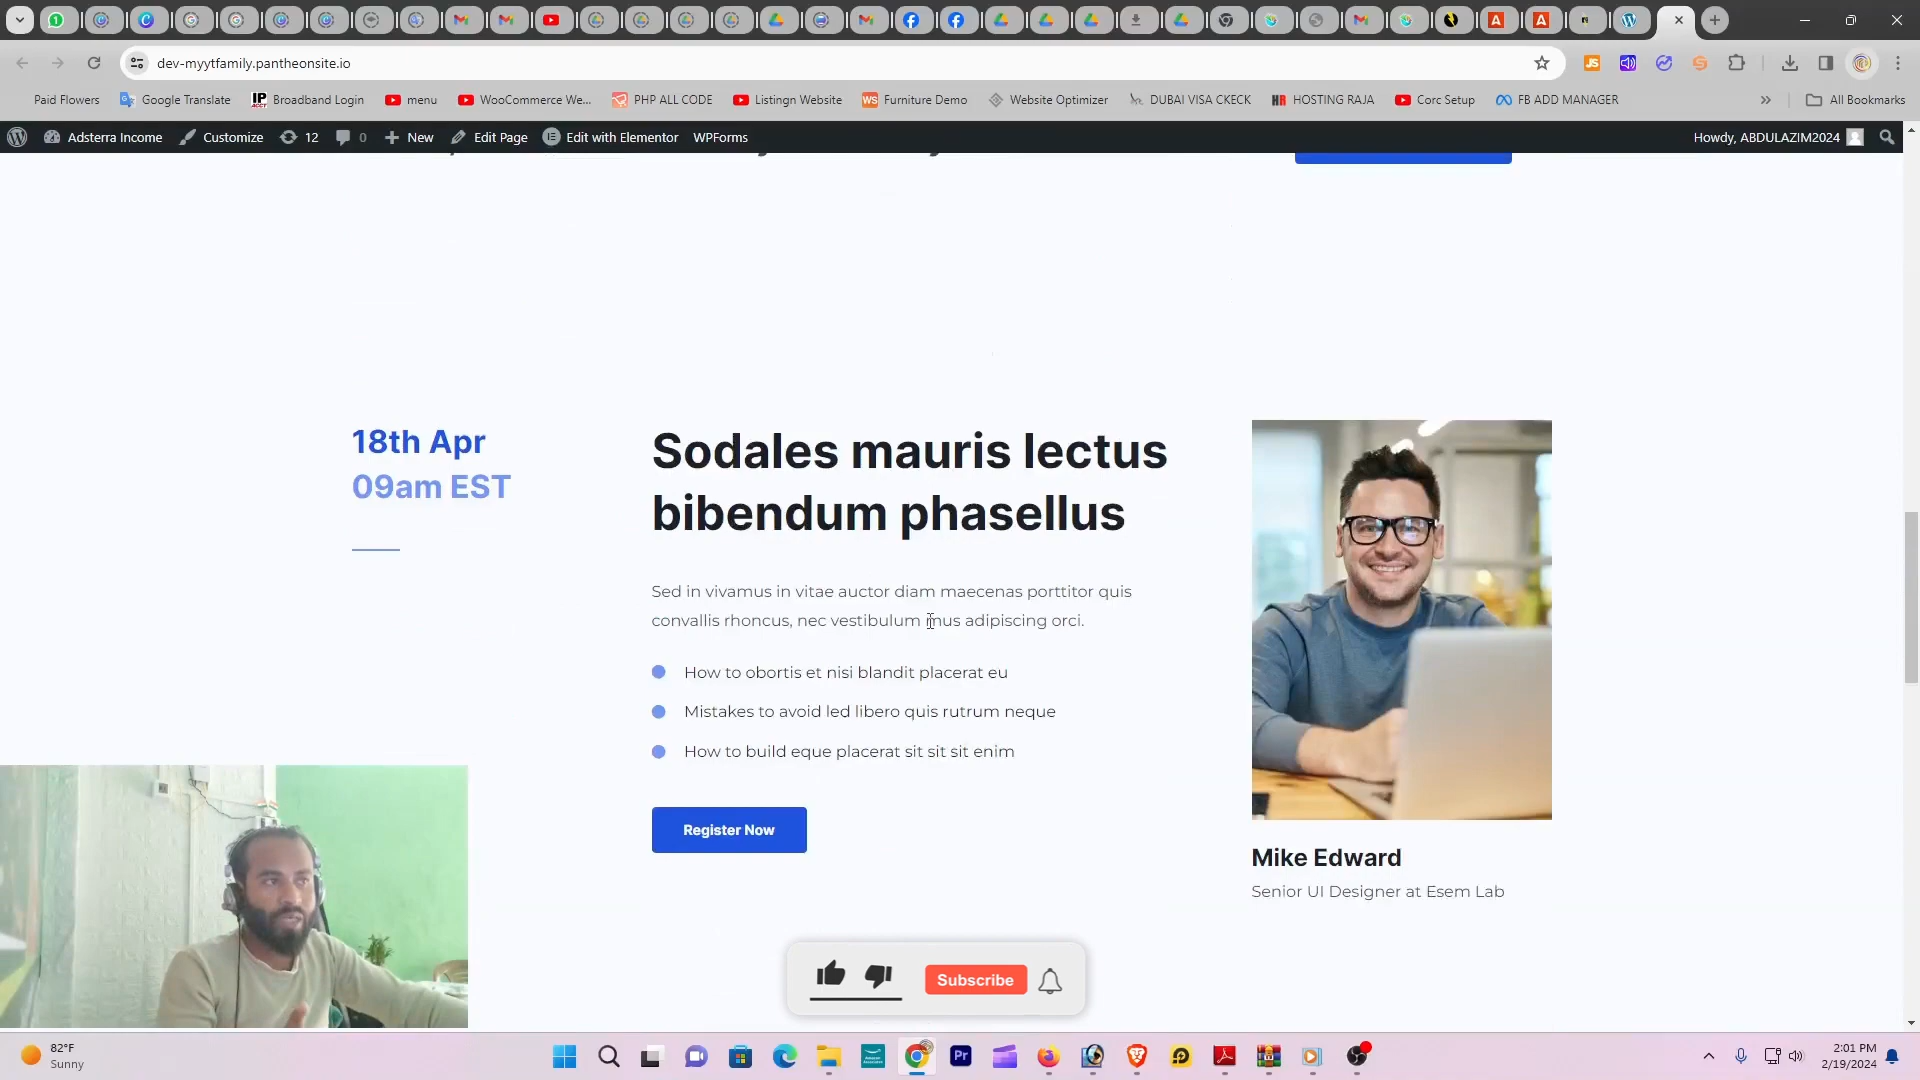 dev-myytfamily.pantheonsite.io
Paid Flowers
Google Translate
Broadband Login
menu
WooCommerce We...
PHP ALL CODE
Listingn Website
Furniture Demo
Website Optimizer
DUBAI VISA CKECK
HOSTING RAJA
Corc Setup
FB ADD MANAGER
All Bookmarks
Adsterra Income
Customize
12
0
New
Edit Page
Edit with Elementor
WPForms
Howdy, ABDULAZIM2024
18th Apr
09am EST
Sodales mauris lectus
bibendum phasellus
Sed in vivamus in vitae auctor diam maecenas porttitor quis
convallis rhoncus, nec vestibulum mus adipiscing orci.
How to obortis et nisi blandit placerat eu
Mistakes to avoid led libero quis rutrum neque
How to build eque placerat sit sit sit enim
Register Now
Mike Edward
Senior UI Designer at Esem Lab
Subscribe
82°F
Sunny
2:01 PM
2/19/2024